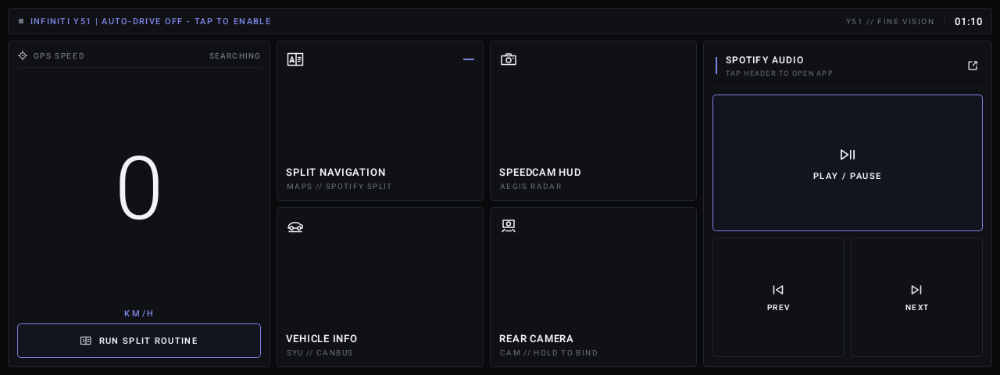 INFINITI Y51 | AUTO-DRIVE OFF - TAP TO ENABLE
Y51 // FINE VISION
01:10
GPS SPEED
SEARCHING
0
KM/H
RUN SPLIT ROUTINE
SPLIT NAVIGATION
MAPS // SPOTIFY SPLIT
SPEEDCAM HUD
AEGIS RADAR
VEHICLE INFO
SYU // CANBUS
REAR CAMERA
CAM // HOLD TO BIND
SPOTIFY AUDIO
TAP HEADER TO OPEN APP
PLAY / PAUSE
PREV
NEXT